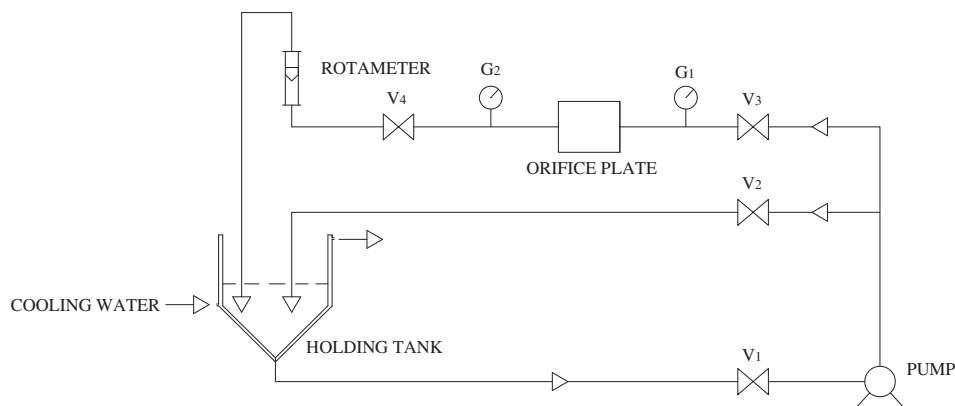 ROTAMETER
G2
G1
V4
V3
ORIFICE PLATE
V2
COOLING WATER
HOLDING TANK
V1
PUMP